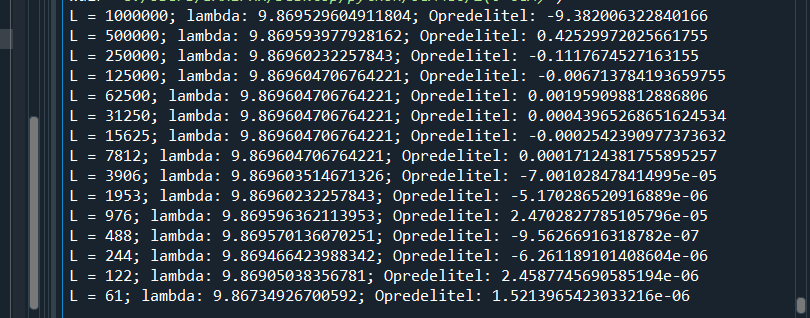 L = 1000000; lambda: 9.869529604911804; Opredelitel: -9.382006322840166
L = 500000; lambda: 9.869593977928162; Opredelitel: 0.42529972025661755
L = 250000; lambda: 9.86960232257843; Opredelitel: -0.1117674527163155
L = 125000; lambda: 9.869604706764221; Opredelitel: -0.006713784193659755
L = 62500; lambda: 9.869604706764221; Opredelitel: 0.001959098812886806
L = 31250; lambda: 9.869604706764221; Opredelitel: 0.00043965268651624534
L = 15625; lambda: 9.869604706764221; Opredelitel: -0.0002542390977373632
L = 7812; lambda: 9.869604706764221; Opredelitel: 0.00017124381755895257
L = 3906; lambda: 9.869603514671326; Opredelitel: -7.001028478414995e-05
L = 1953; lambda: 9.86960232257843; Opredelitel: -5.170286520916889e-06
L = 976; lambda: 9.869596362113953; Opredelitel: 2.4702827785105796e-05
L = 488; lambda: 9.869570136070251; Opredelitel: -9.56266916318782e-07
L = 244; lambda: 9.869466423988342; Opredelitel: -6.261189101408604e-06
L = 122; lambda: 9.86905038356781; Opredelitel: 2.4587745690585194e-06
L = 61; lambda: 9.86734926700592; Opredelitel: 1.5213965423033216e-06